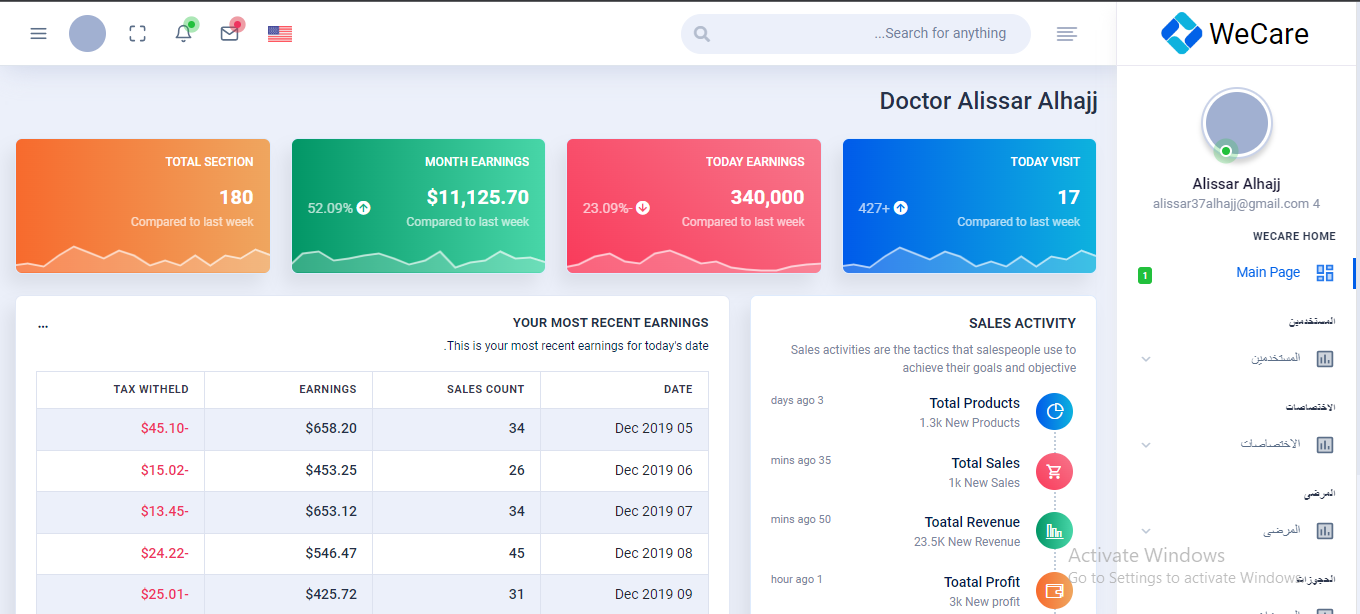 ...Search for anything
WeCare
Doctor Alissar Alhajj
TOTAL SECTION
180
Compared to last week
MONTH EARNINGS
$11,125.70
52.09%
Compared to last week
TODAY EARNINGS
340,000
23.09%-
Compared to last week
TODAY VISIT
17
427+
Compared to last week
Alissar Alhajj
alissar37alhajj@gmail.com 4
WECARE HOME
Main Page
1
المستخدمين
المستخدمين
الاختصاصات
الاختصاصات
المرضى
المرضى
الحجوزات
...
YOUR MOST RECENT EARNINGS
.This is your most recent earnings for today's date
TAX WITHELD EARNINGS SALES COUNT DATE
$45.10- $658.20 34 Dec 2019 05
$15.02- $453.25 26 Dec 2019 06
$13.45- $653.12 34 Dec 2019 07
$24.22- $546.47 45 Dec 2019 08
$25.01- $425.72 31 Dec 2019 09
SALES ACTIVITY
Sales activities are the tactics that salespeople use to
achieve their goals and objective
days ago 3
Total Products
1.3k New Products
mins ago 35
Total Sales
1k New Sales
mins ago 50
Toatal Revenue
23.5K New Revenue
hour ago 1
Toatal Profit
3k New profit
Activate Windows
Go to Settings to activate Windows